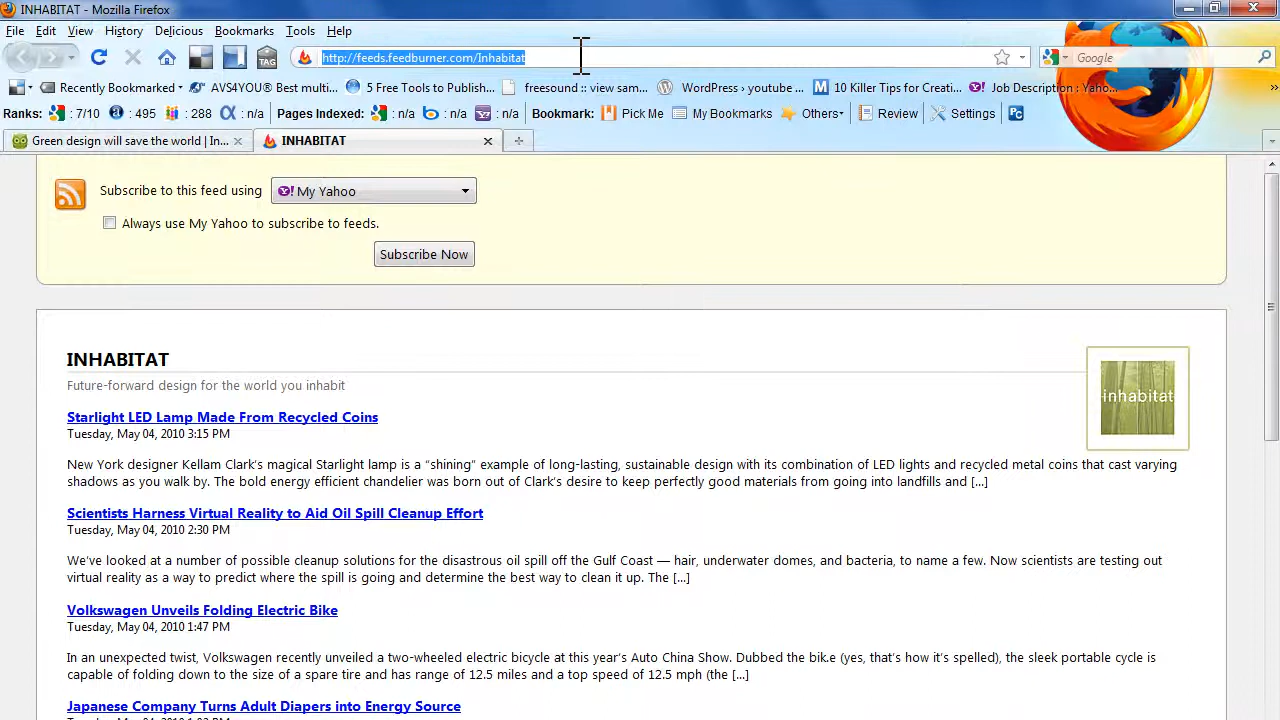 INHABITAT - Mozilla Firefox
File Edit View History Delicious Bookmarks Tools Help
TAG http://feeds.feedburner.com/Inhabitat Google
Recently Bookmarked AVS4YOU® Best multi... 5 Free Tools to Publish... freesound :: view sam... WordPress › youtube ... 10 Killer Tips for Creati... Job Description : Yaho...
Ranks: : 7/10 : 495 : 288 : n/a Pages Indexed: : n/a : n/a : n/a Bookmark: Pick Me My Bookmarks Others Review Settings
Green design will save the world | In... INHABITAT
Subscribe to this feed using My Yahoo
Always use My Yahoo to subscribe to feeds.
Subscribe Now
INHABITAT
Future-forward design for the world you inhabit
inhabitat
Starlight LED Lamp Made From Recycled Coins
Tuesday, May 04, 2010 3:15 PM
New York designer Kellam Clark's magical Starlight lamp is a “shining” example of long-lasting, sustainable design with its combination of LED lights and recycled metal coins that cast varying
shadows as you walk by. The bold energy efficient chandelier was born out of Clark's desire to keep perfectly good materials from going into landfills and [...]
Scientists Harness Virtual Reality to Aid Oil Spill Cleanup Effort
Tuesday, May 04, 2010 2:30 PM
We've looked at a number of possible cleanup solutions for the disastrous oil spill off the Gulf Coast — hair, underwater domes, and bacteria, to name a few. Now scientists are testing out
virtual reality as a way to predict where the spill is going and determine the best way to clean it up. The [...]
Volkswagen Unveils Folding Electric Bike
Tuesday, May 04, 2010 1:47 PM
In an unexpected twist, Volkswagen recently unveiled a two-wheeled electric bicycle at this year's Auto China Show. Dubbed the bik.e (yes, that's how it's spelled), the sleek portable cycle is
capable of folding down to the size of a spare tire and has range of 12.5 miles and a top speed of 12.5 mph (the [...]
Japanese Company Turns Adult Diapers into Energy Source